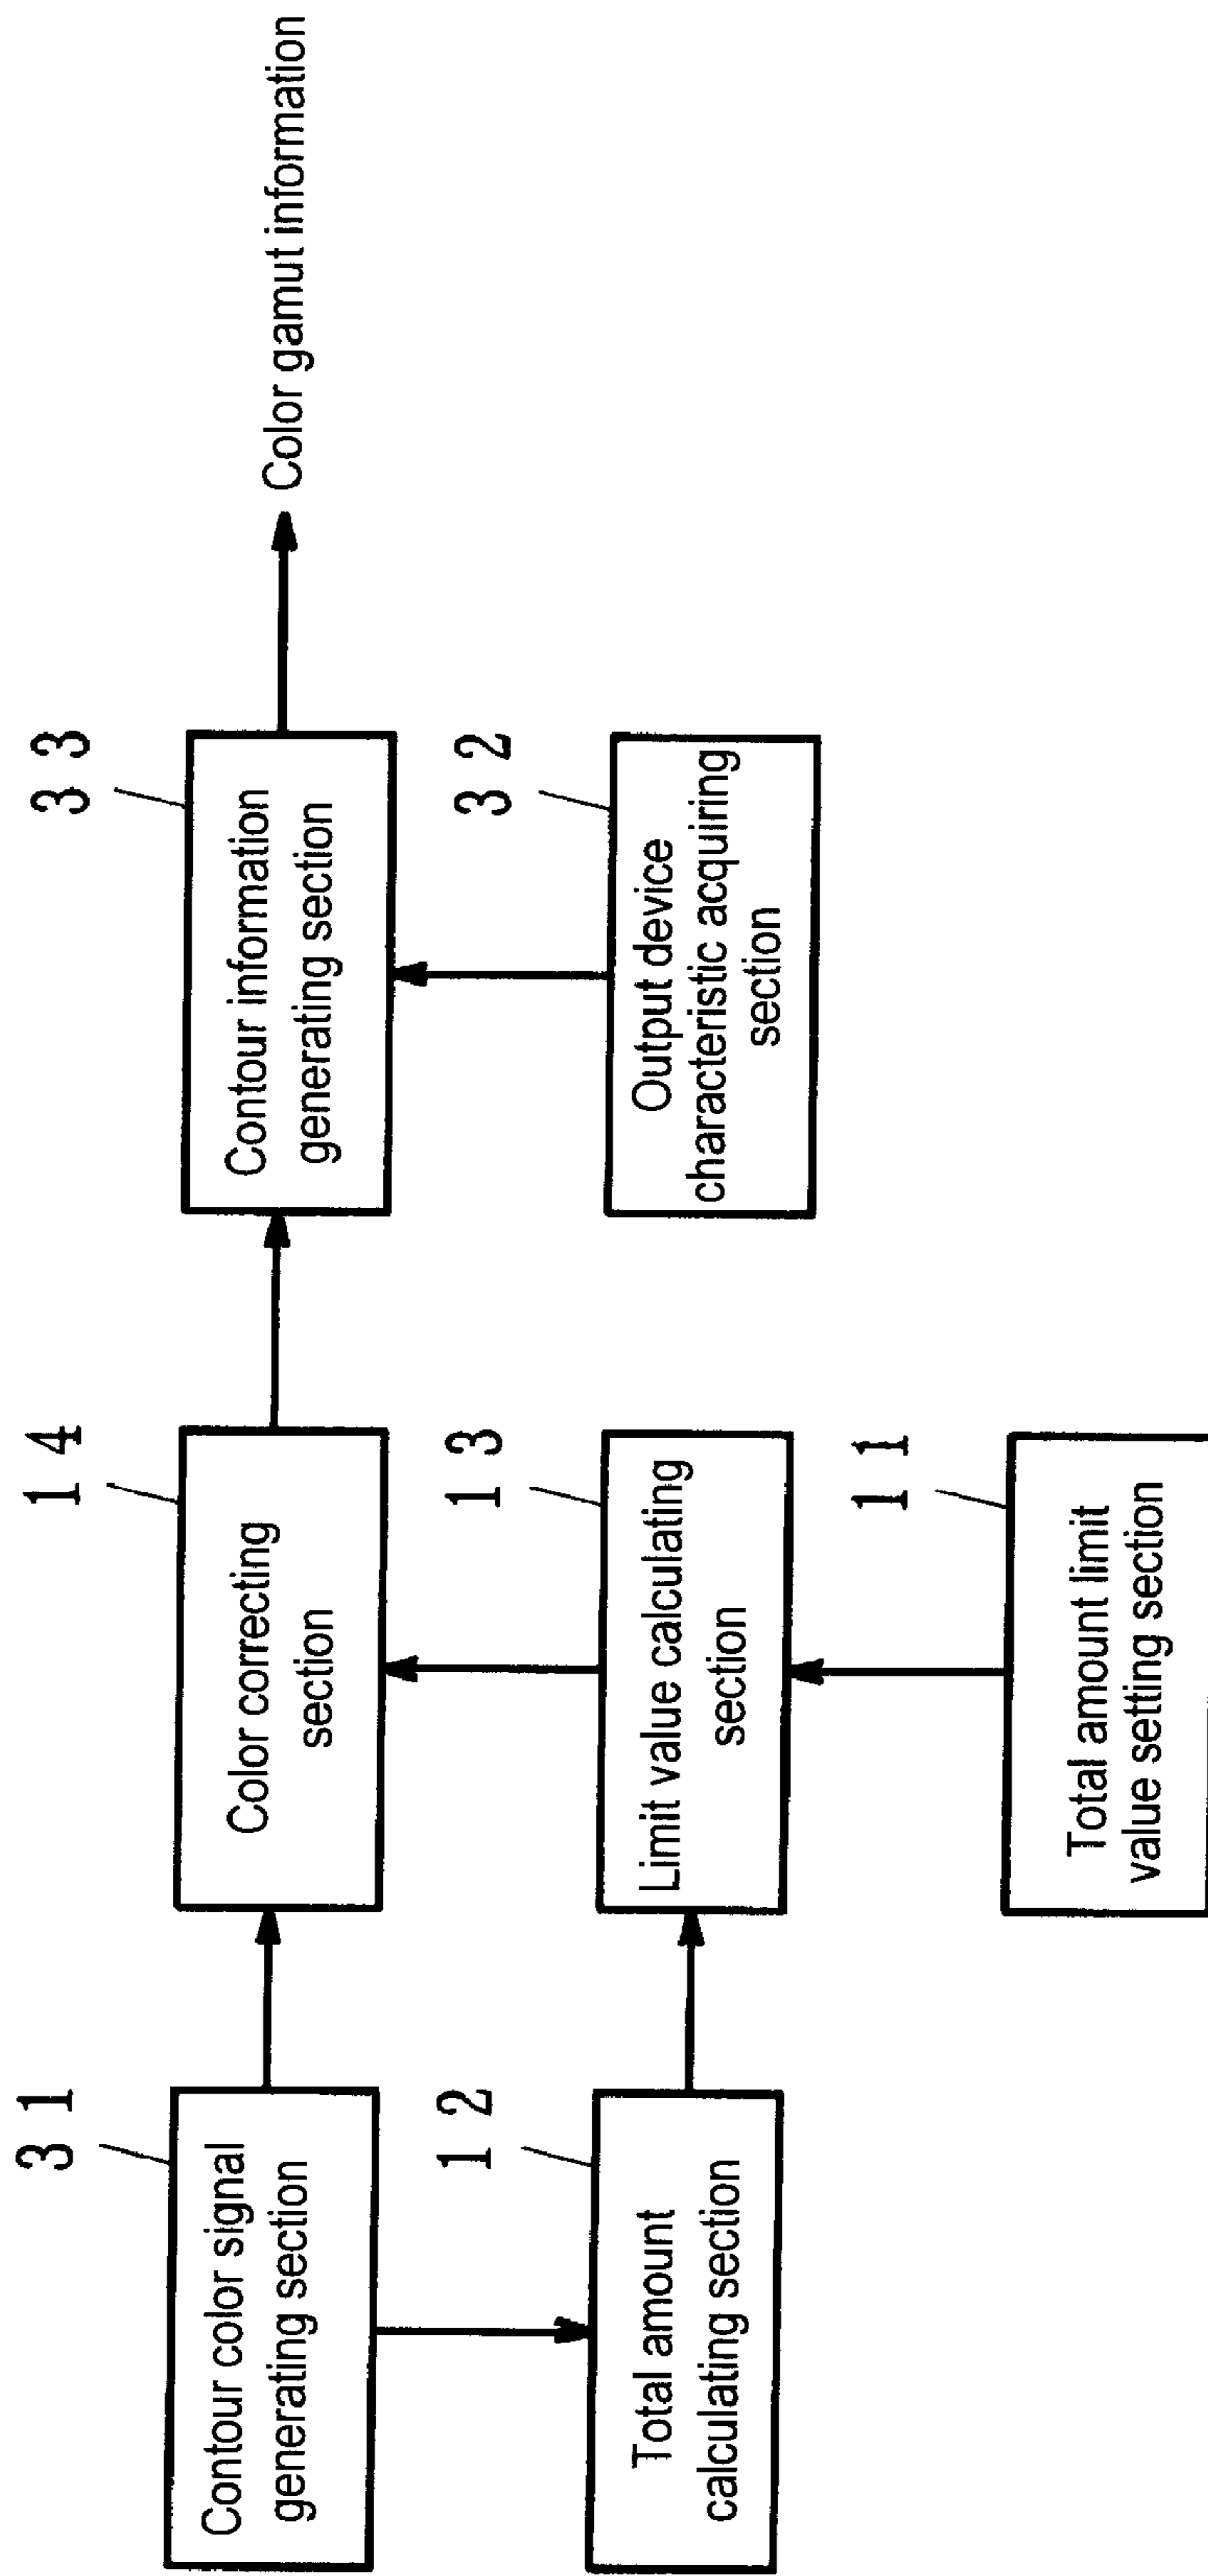 31
Contour color signal
generating section
14
Color correcting
section
33
Contour information
generating section
Color gamut information
12
Total amount
calculating section
13
Limit value calculating
section
32
Output device
characteristic acquiring
section
11
Total amount limit
value setting section